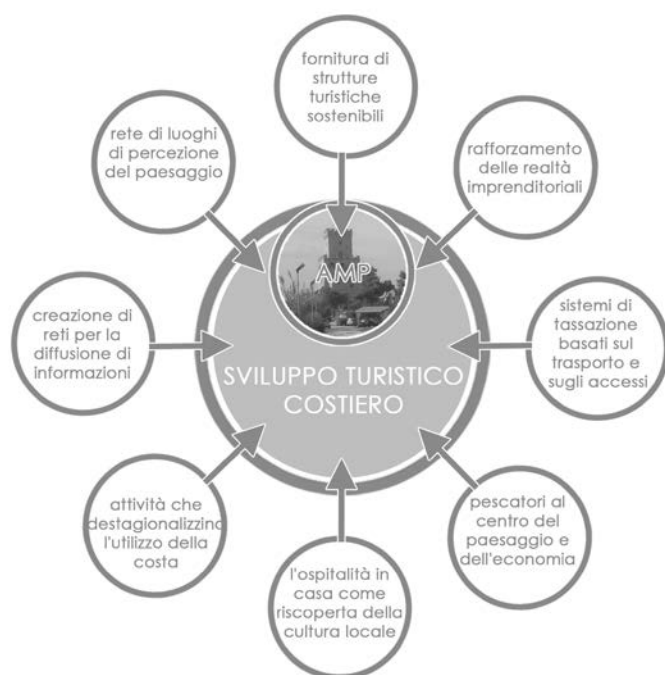 fornitura di
strutture
turistiche
sostenibili
rete di luoghi
di percezione
del paesaggio
rafforzamento
delle realtà
imprenditoriali
AMP
creazione di
reti per la
diffusione di
informazioni
sistemi di
tassazione
basati sul
trasporto e
sugli accessi
SVILUPPO TURISTICO
COSTIERO
attività che
destagionalizzino
l'utilizzo della
costa
pescatori al
centro del
paesaggio e
dell'economia
l'ospitalità in
casa come
riscoperta della
cultura locale